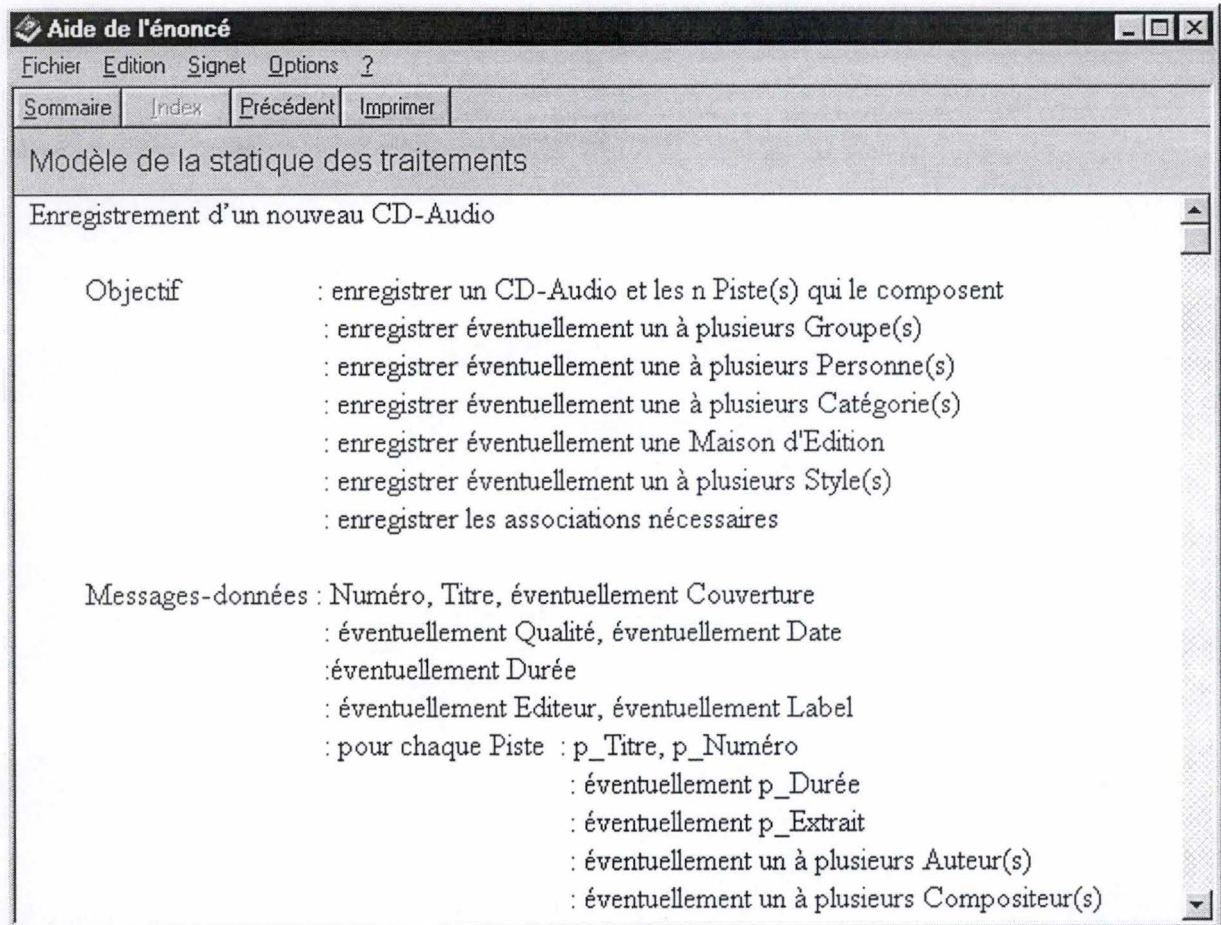 Aide de l'énoncé
Fichier Edition Signet Options ?
Sommaire Index Précédent Imprimer
Modèle de la statique des traitements
Enregistrement d'un nouveau CD-Audio
Objectif : enregistrer un CD-Audio et les n Piste(s) qui le composent
: enregistrer éventuellement un à plusieurs Groupe(s)
: enregistrer éventuellement une à plusieurs Personne(s)
: enregistrer éventuellement une à plusieurs Catégorie(s)
: enregistrer éventuellement une Maison d'Edition
: enregistrer éventuellement un à plusieurs Style(s)
: enregistrer les associations nécessaires
Messages-données : Numéro, Titre, éventuellement Couverture
: éventuellement Qualité, éventuellement Date
:éventuellement Durée
: éventuellement Editeur, éventuellement Label
: pour chaque Piste : p_Titre, p_Numéro
: éventuellement p_Durée
: éventuellement p_Extrait
: éventuellement un à plusieurs Auteur(s)
: éventuellement un à plusieurs Compositeur(s)